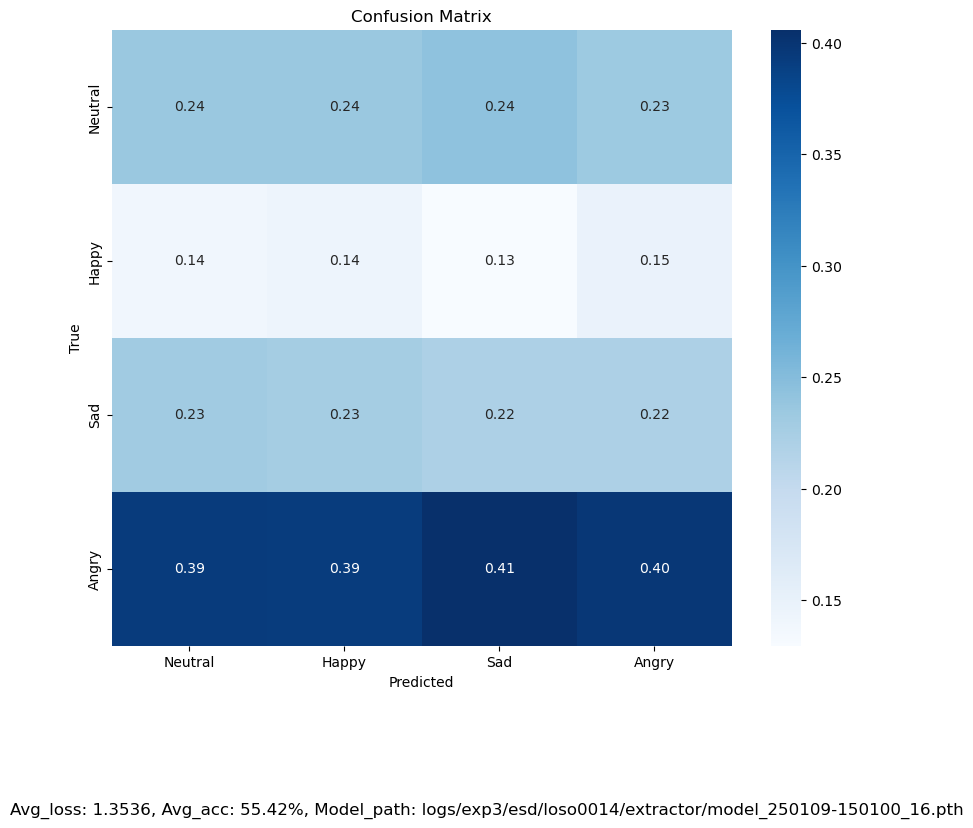 Confusion Matrix
Neutral
0.24 0.24 0.24 0.23
Happy
0.14 0.14 0.13 0.15
Sad
0.23 0.23 0.22 0.22
Angry
0.39 0.39 0.41 0.40
True
Neutral Happy Sad Angry
Predicted
0.40
0.35
0.30
0.25
0.20
0.15
Avg_loss: 1.3536, Avg_acc: 55.42%, Model_path: logs/exp3/esd/loso0014/extractor/model_250109-150100_16.pth